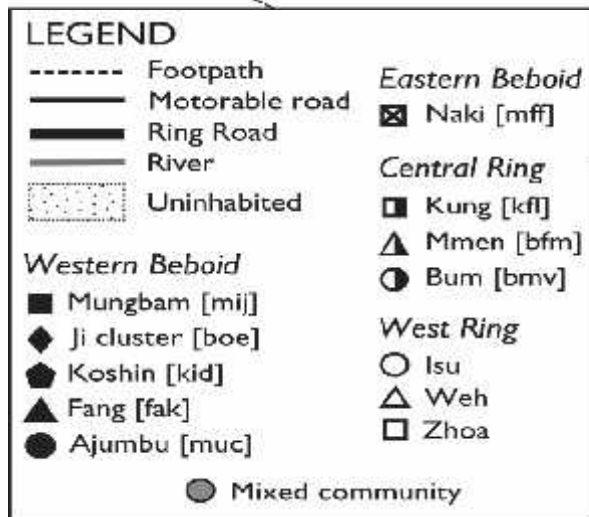 LEGEND
Footpath
Motorable road
Ring Road
River
Uninhabited
Western Beboid
Mungbam [mij]
Ji cluster [boe]
Koshin [kid]
Fang [fak]
Ajumbu [muc]
Eastern Beboid
Naki [mff]
Central Ring
Kung [kfl]
Mmen [bfm]
Bum [bmv]
West Ring
Isu
Weh
Zhoa
Mixed community